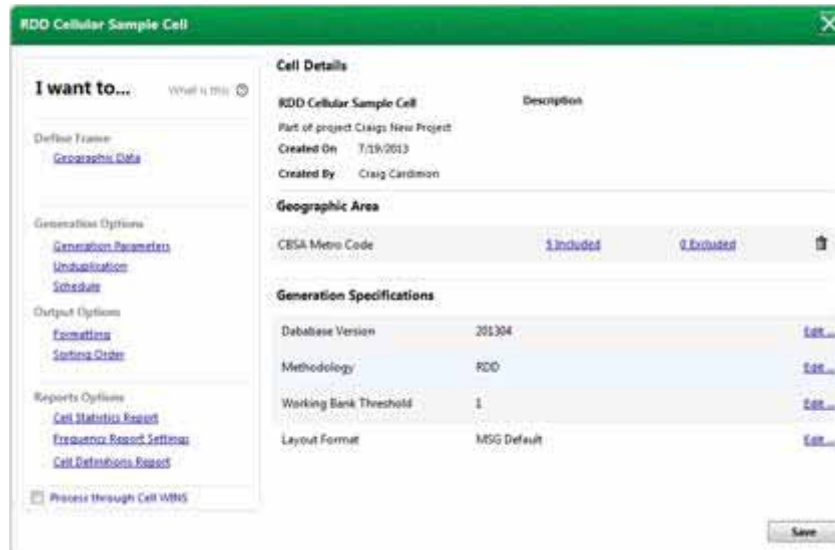 RDD Cellular Sample Cell
I want to...
What is this
Define Frame
Geographic Data
Generation Options
Generation Parameters
Unduplication
Schedule
Output Options
Formatting
Sorting Order
Reports Options
Cell Statistics Report
Frequency Report Settings
Cell Definitions Report
Process through Cell WINS
Cell Details
RDD Cellular Sample Cell Description
Part of project Craigs New Project
Created On 7/19/2013
Created By Craig Cardimon
Geographic Area
CBSA Metro Code 5 Included 0 Excluded
Generation Specifications
Database Version 201304 Edit...
Methodology RDD Edit...
Working Bank Threshold 1 Edit...
Layout Format MSG Default Edit...
Save